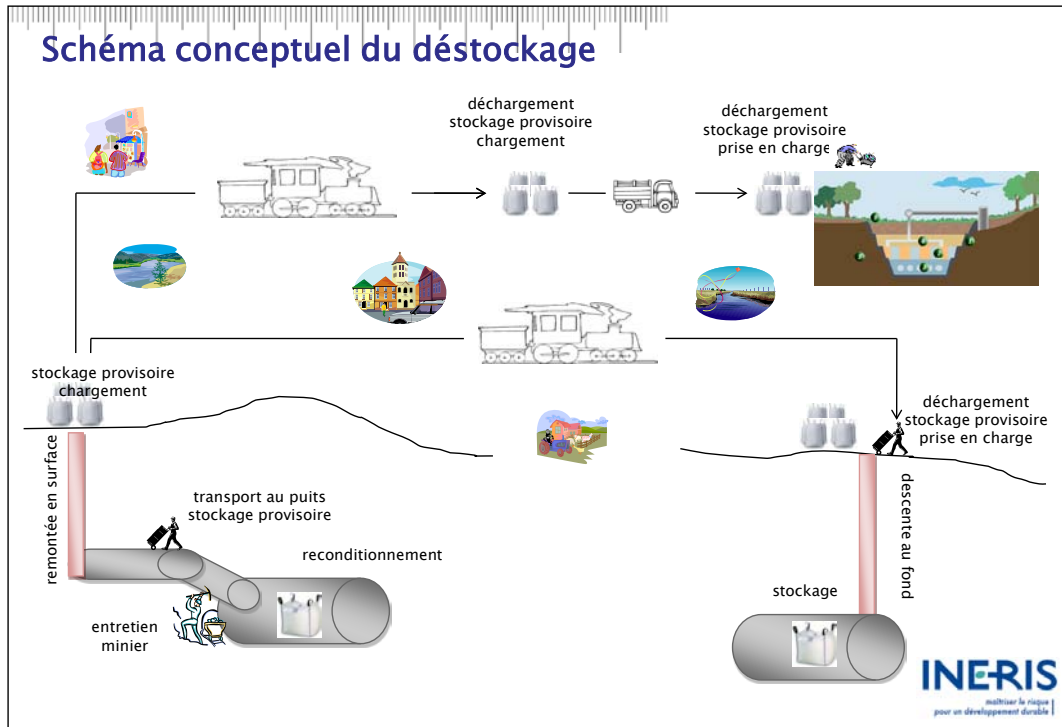 Schéma conceptuel du déstockage
déchargement
stockage provisoire
chargement
déchargement
stockage provisoire
prise en charge
stockage provisoire
chargement
déchargement
stockage provisoire
prise en charge
remontée en surface
transport au puits
stockage provisoire
reconditionnement
entretien
minier
descente au fond
stockage
INERIS
maîtriser le risque
pour un développement durable